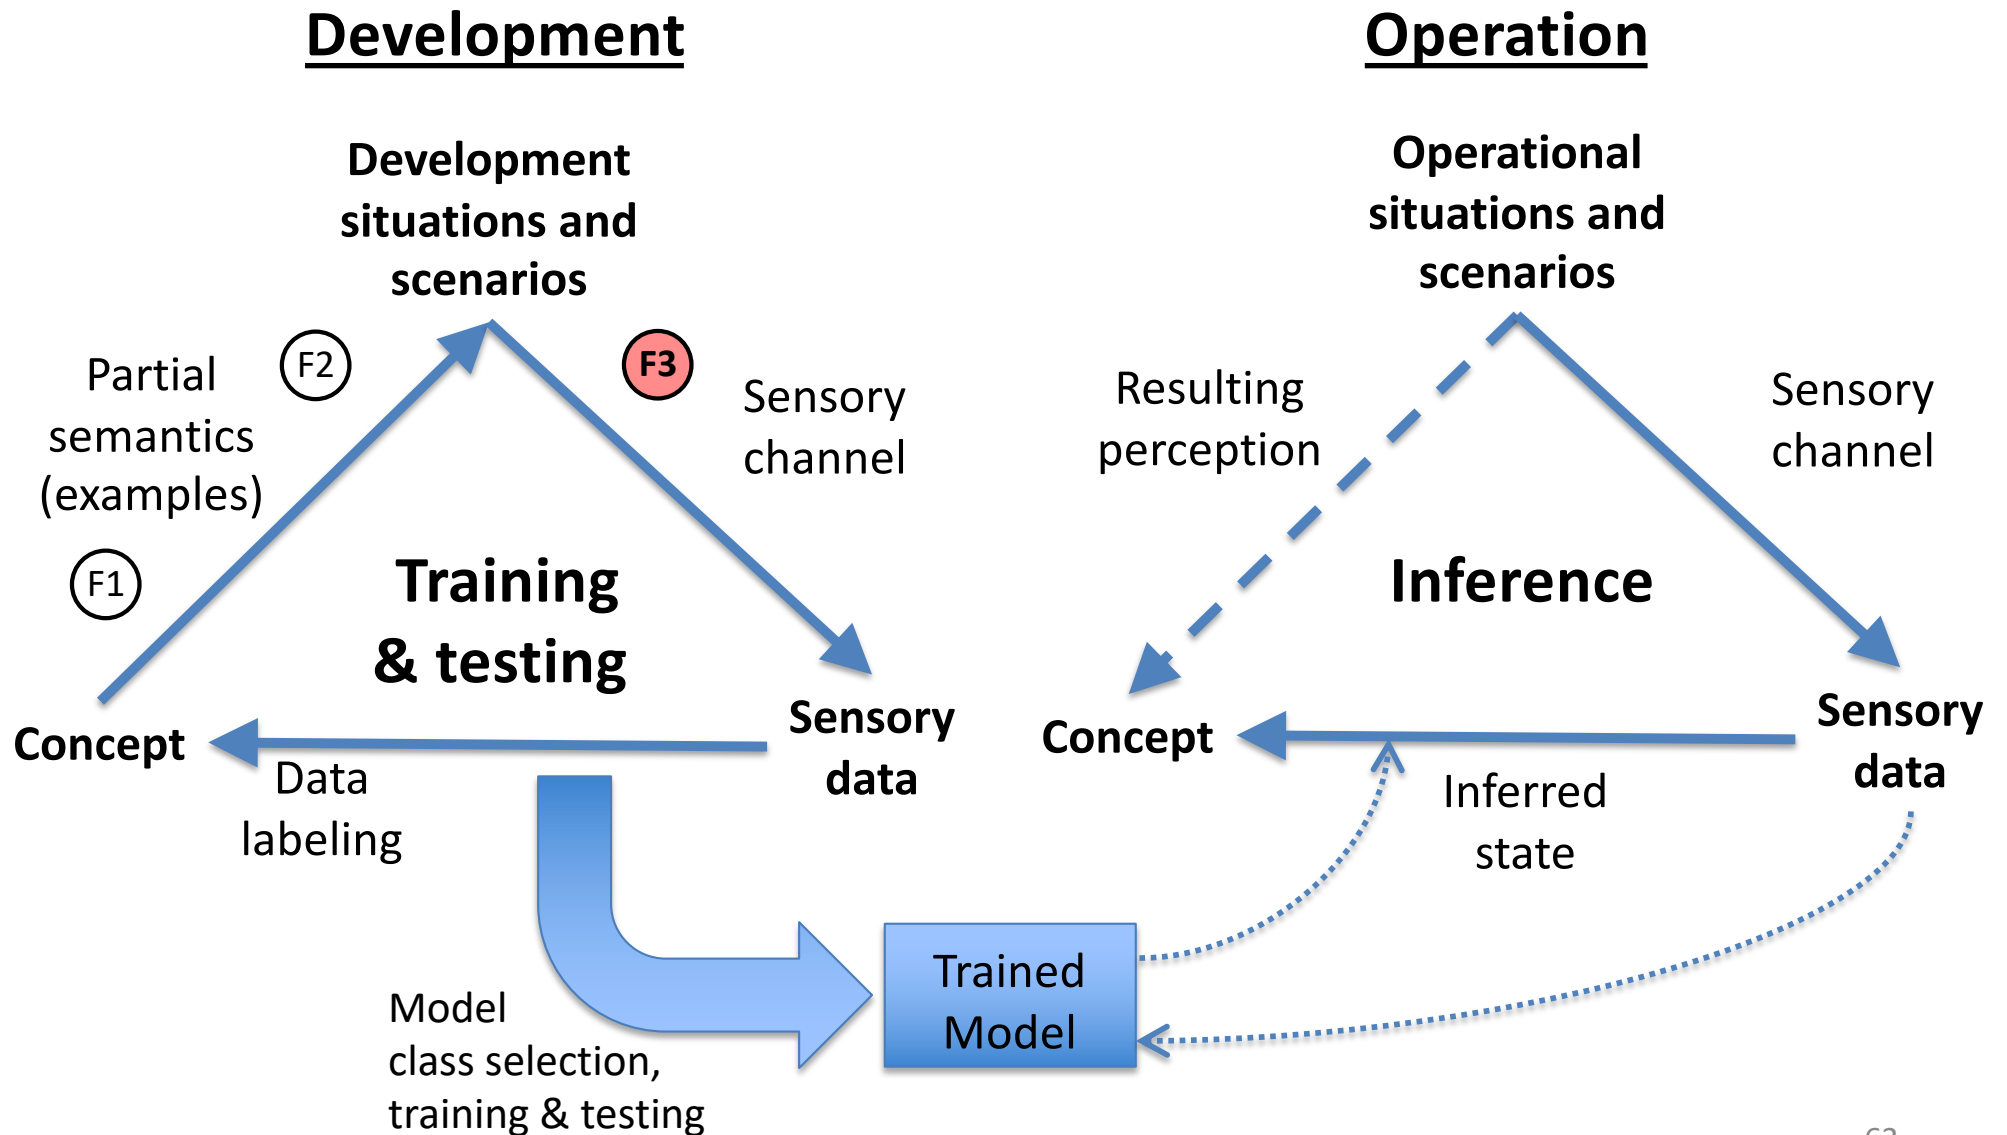 Development
Operation
Development
situations and
scenarios
Operational
situations and
scenarios
F2
F3
Partial
semantics
(examples)
Sensory
channel
Resulting
perception
Sensory
channel
F1
Training
& testing
Inference
Concept
Sensory
data
Concept
Sensory
data
Data
labeling
Inferred
state
Trained
Model
Model
class selection,
training & testing